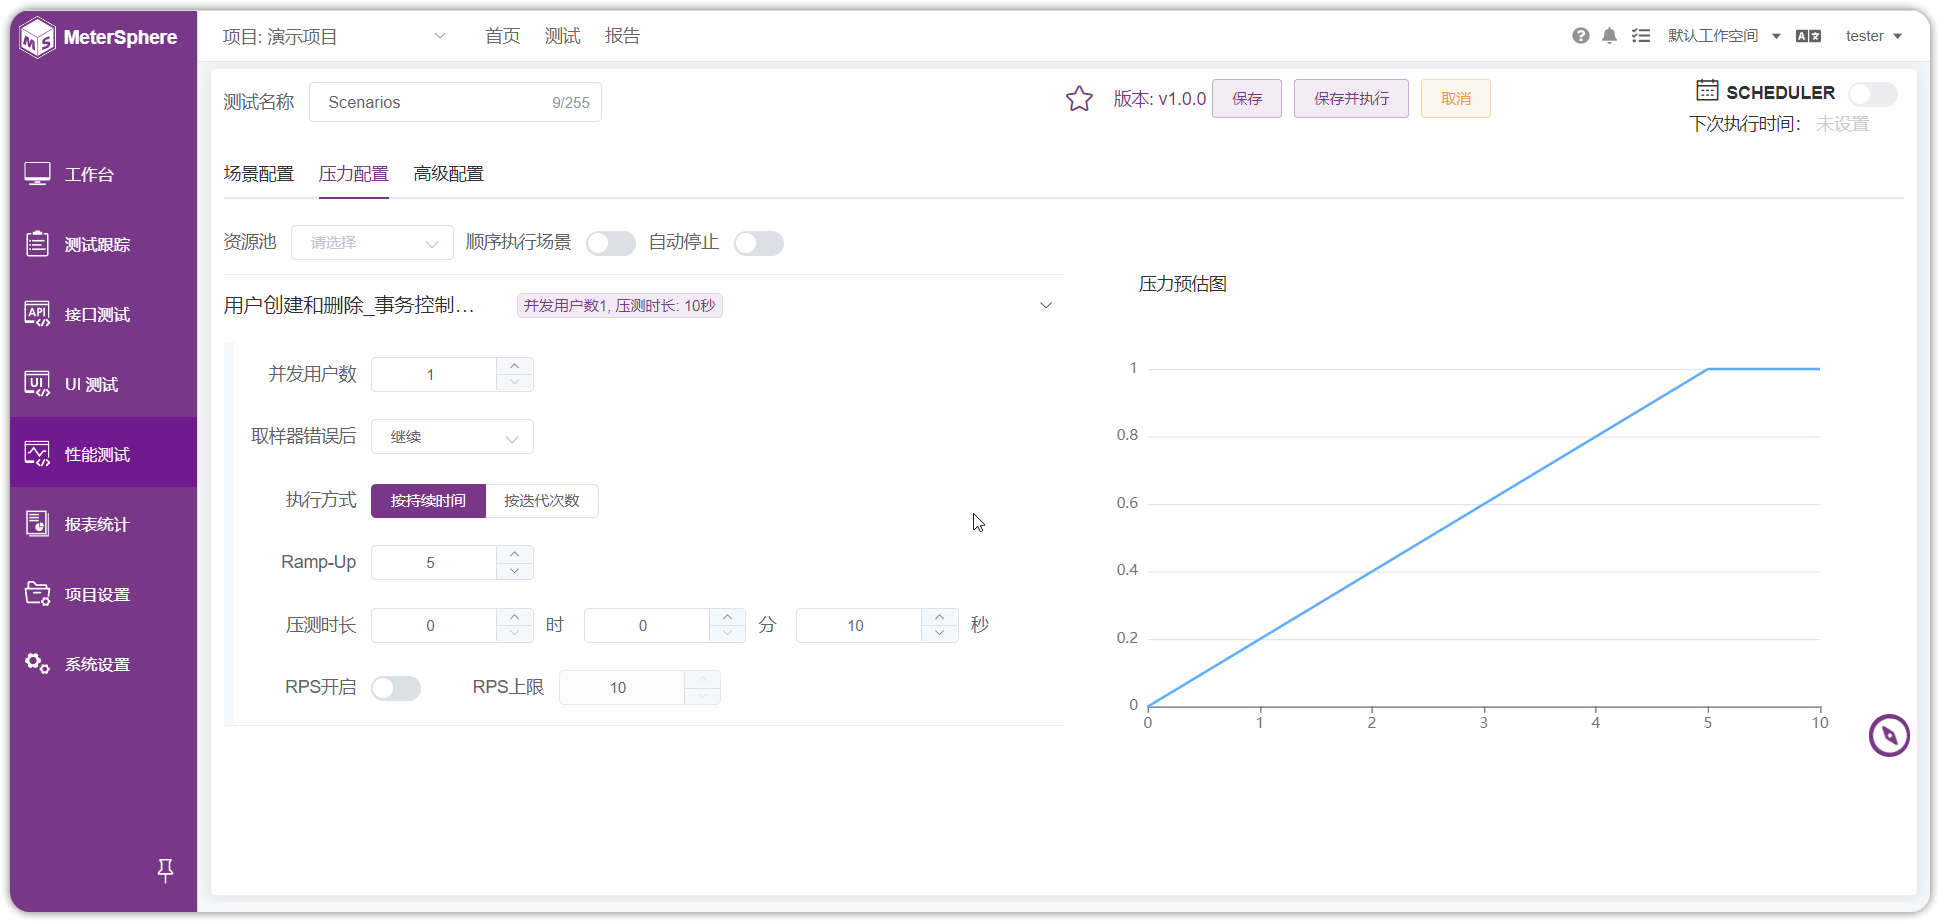 MeterSphere
项目: 演示项目
首页
测试
报告
默认工作空间
tester
工作台
测试跟踪
API
接口测试
UI
UI 测试
性能测试
报表统计
项目设置
系统设置
测试名称
Scenarios
9/255
版本: v1.0.0
保存
保存并执行
取消
SCHEDULER
下次执行时间：
未设置
场景配置
压力配置
高级配置
资源池
请选择
顺序执行场景
自动停止
用户创建和删除_事务控制...
并发用户数1, 压测时长: 10秒
并发用户数
1
取样器错误后
继续
执行方式
按持续时间
按迭代次数
Ramp-Up
5
压测时长
0
时
0
分
10
秒
RPS开启
RPS上限
10
压力预估图
1
0.8
0.6
0.4
0.2
0
0
1
2
3
4
5
10